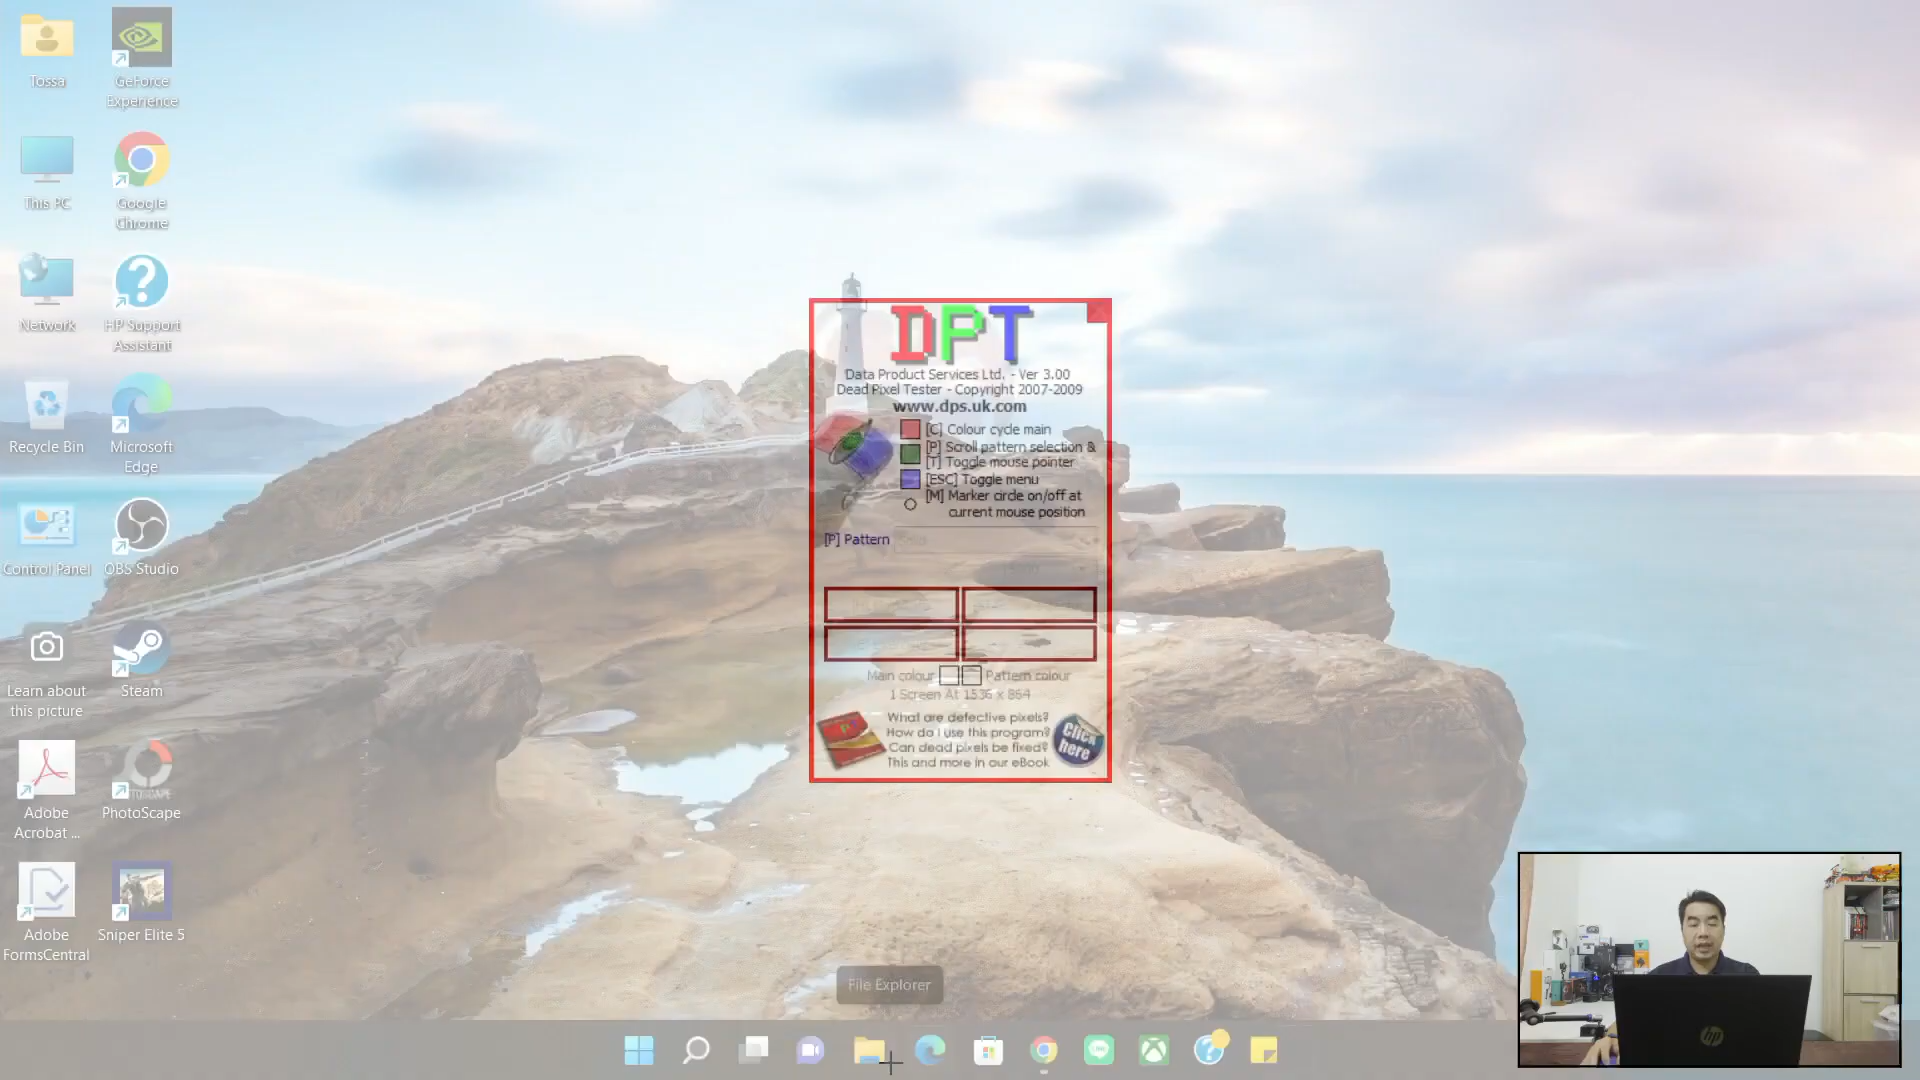 Tossa
GeForce
Experience
This PC
Google
Chrome
Network
HP Support
Assistant
Recycle Bin
Microsoft
Edge
Control Panel
OBS Studio
Learn about
this picture
Steam
Adobe
Acrobat ...
PhotoScape
Adobe
FormsCentral
Sniper Elite 5
DPT
Data Product Services Ltd. - Ver 3.00
Dead Pixel Tester - Copyright 2007-2009
www.dps.uk.com
[C] Colour cycle main
[P] Scroll pattern selection &
[T] Toggle mouse pointer
[ESC] Toggle menu
[M] Marker circle on/off at
current mouse position
[P] Pattern
Solid
Main colour
Pattern colour
1 Screen At 1536 x 864
What are defective pixels?
How do I use this program?
Can dead pixels be fixed?
This and more in our eBook
Click
here
File Explorer
hp